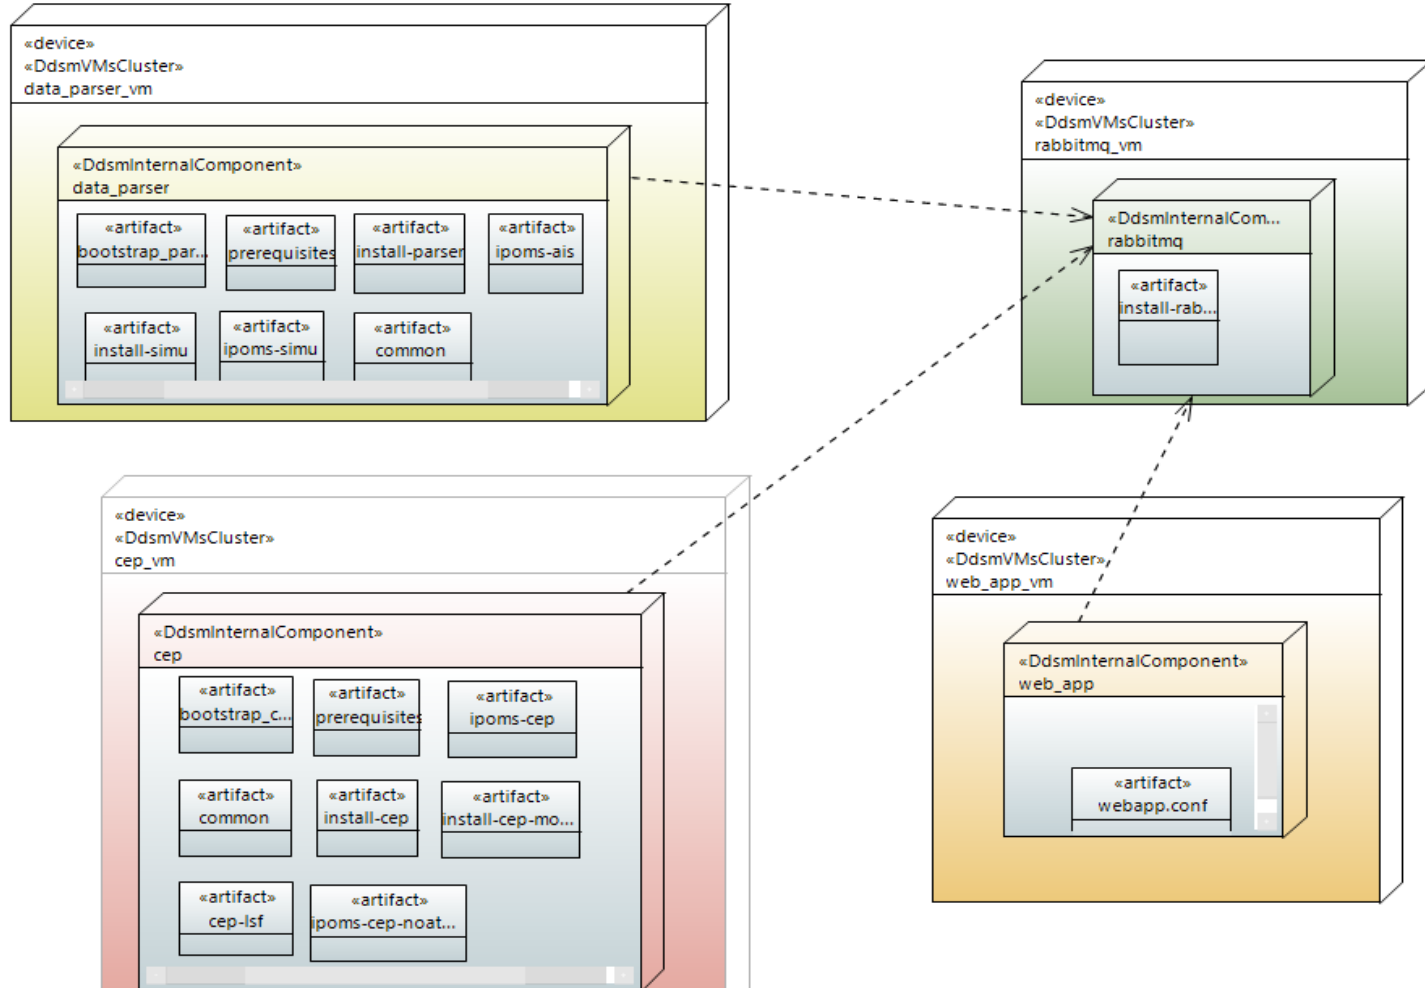 «device»
«DdsmVMsCluster»
data_parser_vm
«DdsmInternalComponent»
data_parser
«artifact»
bootstrap_par...
«artifact»
prerequisites
«artifact»
install-parser
«artifact»
ipoms-ais
«artifact»
install-simu
«artifact»
ipoms-simu
«artifact»
common
«device»
«DdsmVMsCluster»
rabbitmq_vm
«DdsmInternalCom...
rabbitmq
«artifact»
install-rab...
«device»
«DdsmVMsCluster»
cep_vm
«DdsmInternalComponent»
cep
«artifact»
bootstrap_c...
«artifact»
prerequisites
«artifact»
ipoms-cep
«artifact»
common
«artifact»
install-cep
«artifact»
install-cep-mo...
«artifact»
cep-lsf
«artifact»
ipoms-cep-noat...
«device»
«DdsmVMsCluster»
web_app_vm
«DdsmInternalComponent»
web_app
«artifact»
webapp.conf